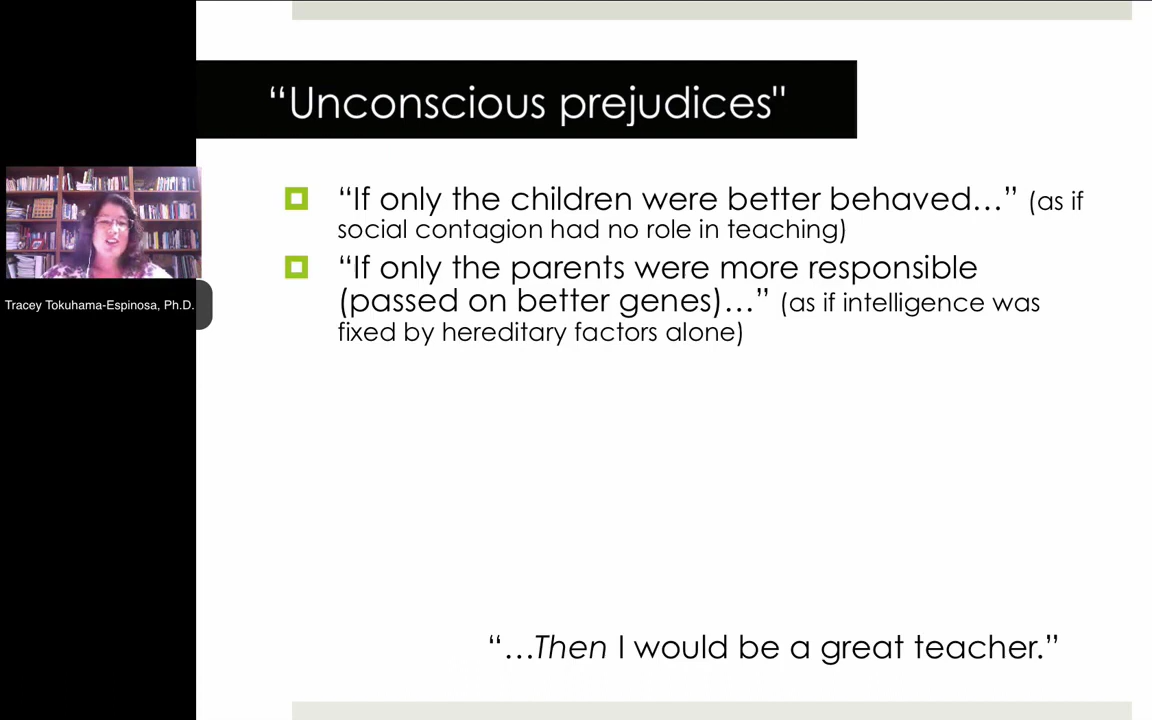 “Unconscious prejudices"
“If only the children were better behaved…” (as if
social contagion had no role in teaching)
“If only the parents were more responsible
(passed on better genes)…” (as if intelligence was
fixed by hereditary factors alone)
Tracey Tokuhama-Espinosa, Ph.D.
“…Then I would be a great teacher.”